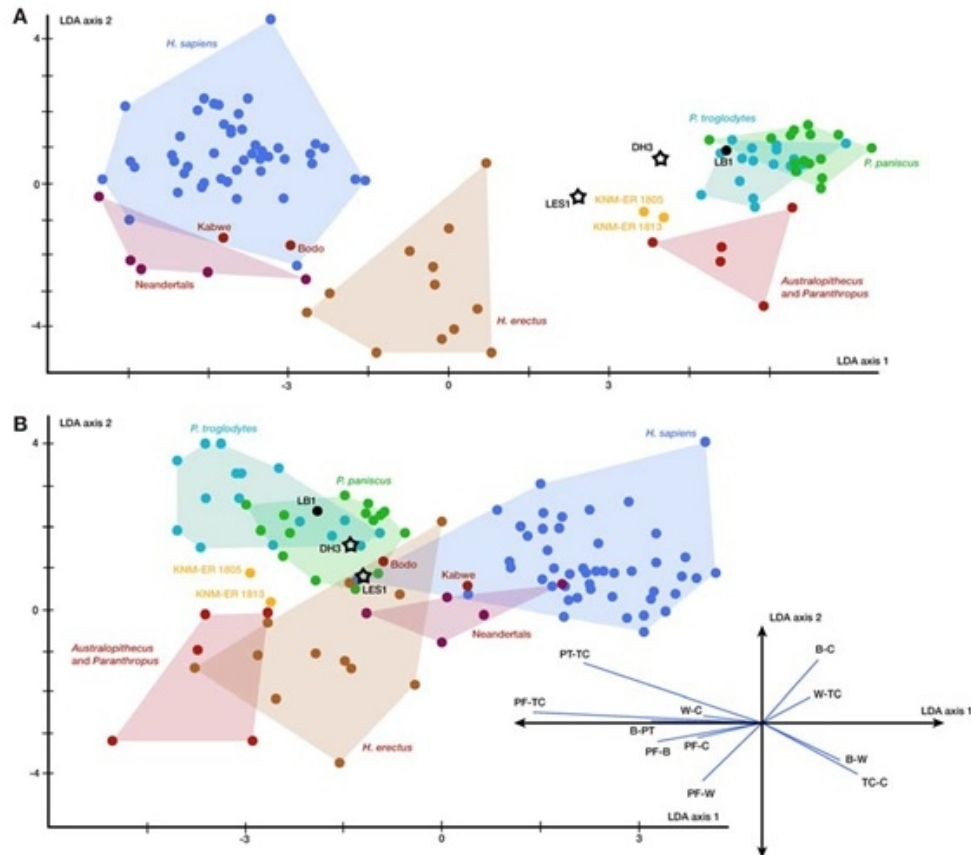 A
LDA axis 2
H. sapiens
4
P. troglodytes
DH3
LB1
P. paniscus
0
LES1
KNM-ER 1805
KNM-ER 1813
Kabwe
Bodo
Neandertals
Australopithecus
and Paranthropus
H. erectus
-4
LDA axis 1
-3
0
3
B
LDA axis 2
P. troglodytes
H. sapiens
4
P. paniscus
LB1
DH3
Bodo
KNM-ER 1805
LES1
Kabwe
KNM-ER 1813
0
Neandertals
Australopithecus
and Paranthropus
LDA axis 2
B-C
PT-TC
W-TC
PF-TC
W-C
LDA axis 1
B-PT
PF-B
PF-C
H. erectus
B-W
-4
TC-C
PF-W
LDA axis 1
-3
0
3